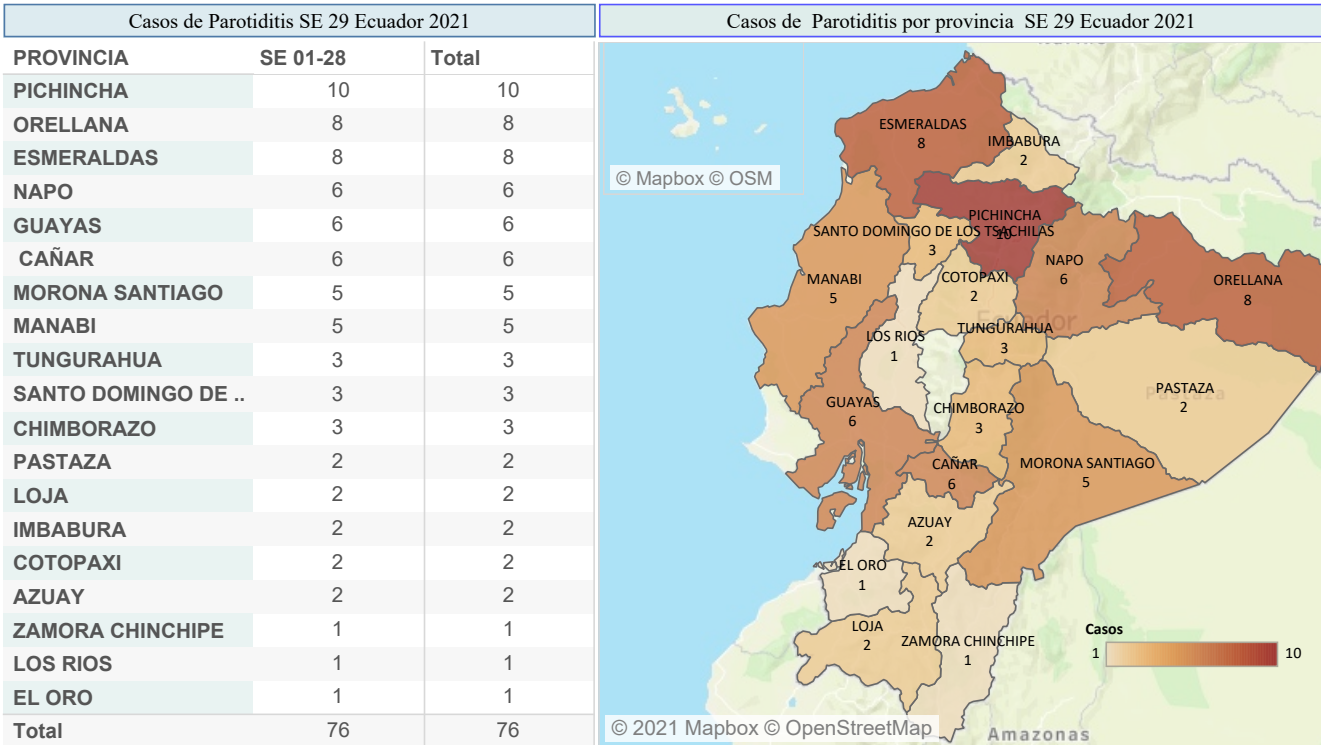 Casos de Parotiditis SE 29 Ecuador 2021
PROVINCIA SE 01-28 Total
PICHINCHA 10 10
ORELLANA 8 8
ESMERALDAS 8 8
NAPO 6 6
GUAYAS 6 6
CAÑAR 6 6
MORONA SANTIAGO 5 5
MANABI 5 5
TUNGURAHUA 3 3
SANTO DOMINGO DE .. 3 3
CHIMBORAZO 3 3
PASTAZA 2 2
LOJA 2 2
IMBABURA 2 2
COTOPAXI 2 2
AZUAY 2 2
ZAMORA CHINCHIPE 1 1
LOS RIOS 1 1
EL ORO 1 1
Total 76 76
Casos de Parotiditis por provincia SE 29 Ecuador 2021
© Mapbox © OSM
ESMERALDAS
8
IMBABURA
2
PICHINCHA
10
SANTO DOMINGO DE LOS TSACHILAS
3
NAPO
6
ORELLANA
8
MANABI
5
COTOPAXI
2
Ecuador
TUNGURAHUA
3
LOS RIOS
1
PASTAZA
2
Pastaza
GUAYAS
6
CHIMBORAZO
3
CAÑAR
6
MORONA SANTIAGO
5
AZUAY
2
EL ORO
1
LOJA
2
ZAMORA CHINCHIPE
1
Casos
1 10
© 2021 Mapbox © OpenStreetMap
Amazonas